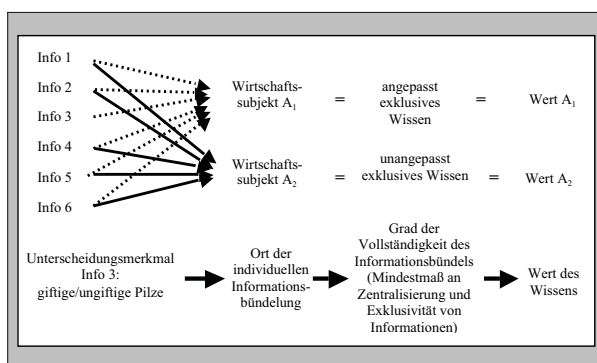 Info 1
Info 2
Info 3
Info 4
Info 5
Info 6
Wirtschafts-
subjekt A1
=
angepasst
exklusives
Wissen
=
Wert A1
Wirtschafts-
subjekt A2
=
unangepasst
exklusives Wissen
=
Wert A2
Unterscheidungsmerkmal
Info 3:
giftige/ungiftige Pilze
Ort der
individuellen
Informations-
bündelung
Grad der
Vollständigkeit des
Informationsbündels
(Mindestmaß an
Zentralisierung und
Exklusivität von
Informationen)
Wert des
Wissens